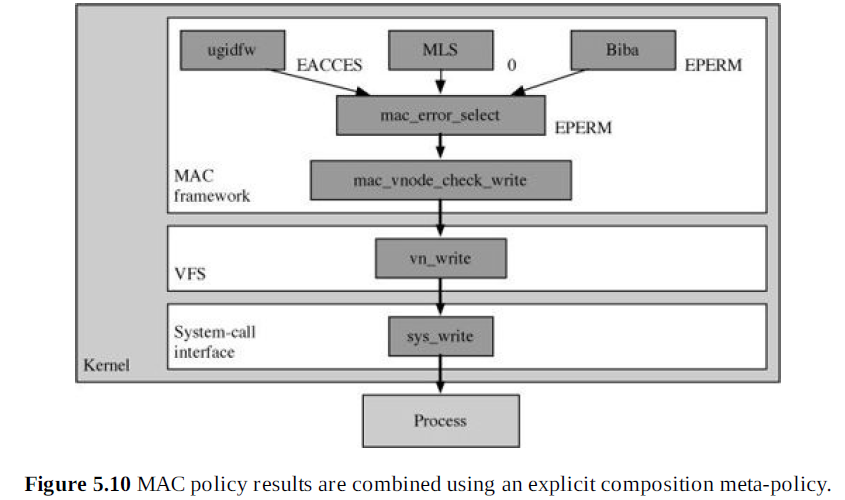 ugidfw
MLS
Biba
EACCES
0
EPERM
mac_error_select
EPERM
MAC
framework
mac_vnode_check_write
VFS
vn_write
System-call
interface
sys_write
Kernel
Process
Figure 5.10 MAC policy results are combined using an explicit composition meta-policy.